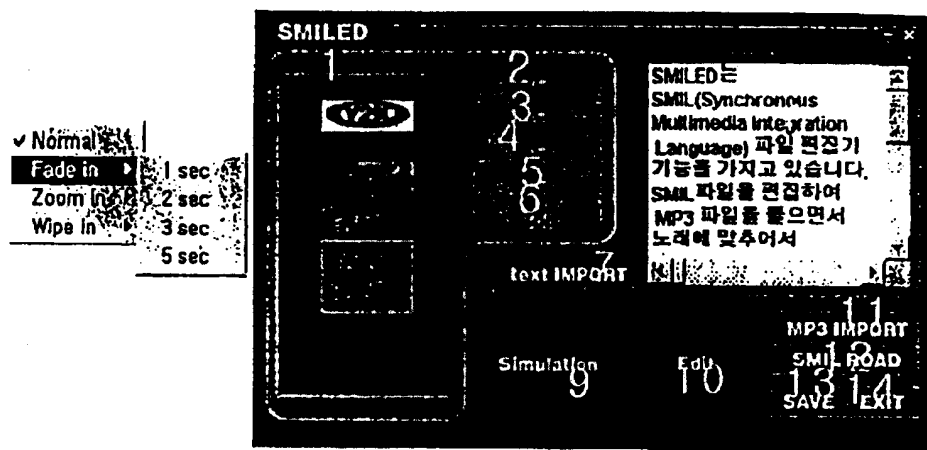 SMILED
1
2
3
4
5
6
7
text IMPORT
✓ Normal
Fade in
Zoom In
Wipe In
1 sec
2 sec
3 sec
5 sec
SMILED는
SMIL(Synchronous
Multimedia Integration
Language) 파일 편집기
기능을 가지고 있습니다.
SMIL 파일을 편집하여
MP3 파일을 들으면서
노래에 맞추어서
Simulation
9
Edit
10
11
MP3 IMPORT
SMIL ROAD
13 14
SAVE EXIT